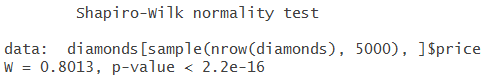 Shapiro-Wilk normality test
data:  diamonds[sample(nrow(diamonds), 5000), ]$price
W = 0.8013, p-value < 2.2e-16